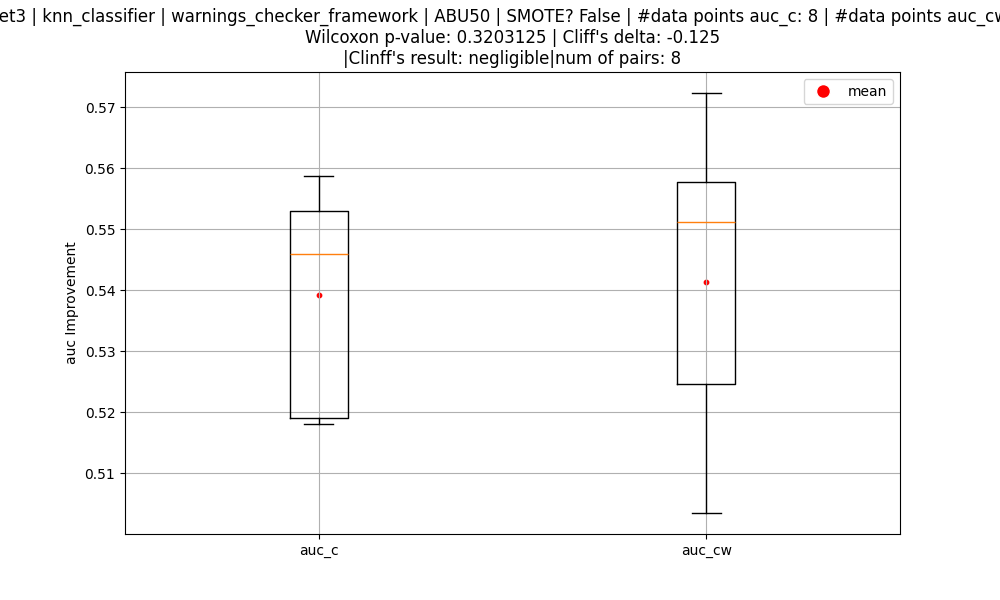 | knn_classifier | warnings_checker_framework | ABU50 | SMOTE? False | #data points auc_c: 8 | #data points
Wilcoxon p-value: 0.3203125 | Cliff's delta: -0.125
|Clinff's result: negligible|num of pairs: 8
mean
0.57
0.56
0.55
0.54
0.53
0.52
0.51
auc Improvement
auc_c
auc_cw